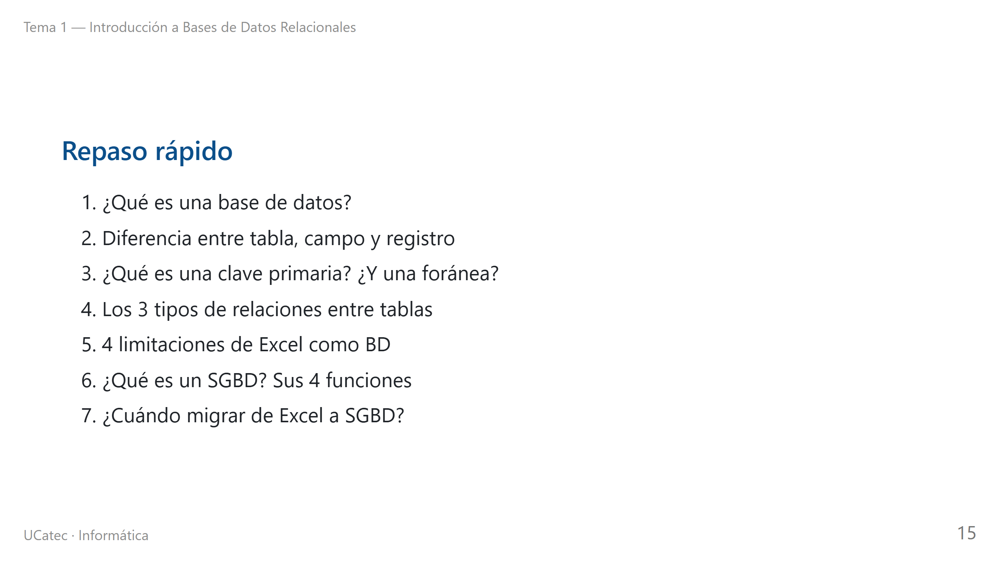 Tema 1 — Introducción a Bases de Datos Relacionales
Repaso rápido
1. ¿Qué es una base de datos?
2. Diferencia entre tabla, campo y registro
3. ¿Qué es una clave primaria? ¿Y una foránea?
4. Los 3 tipos de relaciones entre tablas
5. 4 limitaciones de Excel como BD
6. ¿Qué es un SGBD? Sus 4 funciones
7. ¿Cuándo migrar de Excel a SGBD?
UCatec · Informática
15